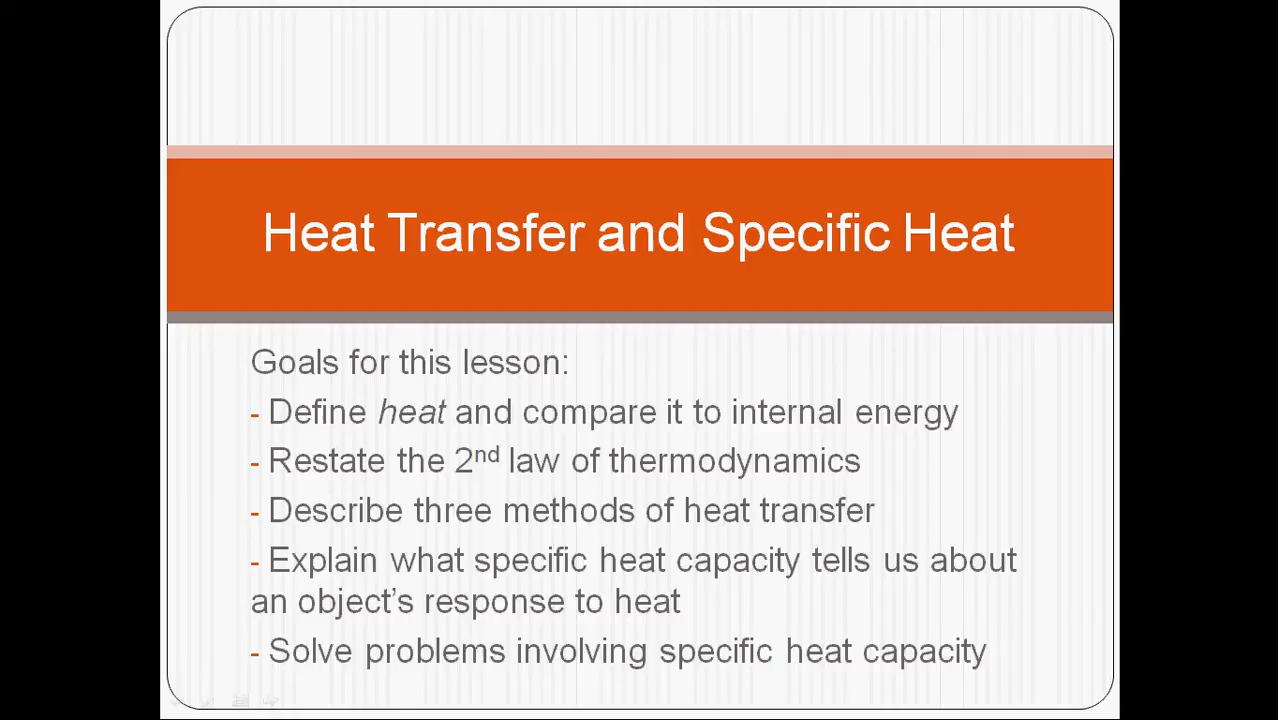 Heat Transfer and Specific Heat
Goals for this lesson:
- Define heat and compare it to internal energy
- Restate the 2nd law of thermodynamics
- Describe three methods of heat transfer
- Explain what specific heat capacity tells us about
an object's response to heat
- Solve problems involving specific heat capacity